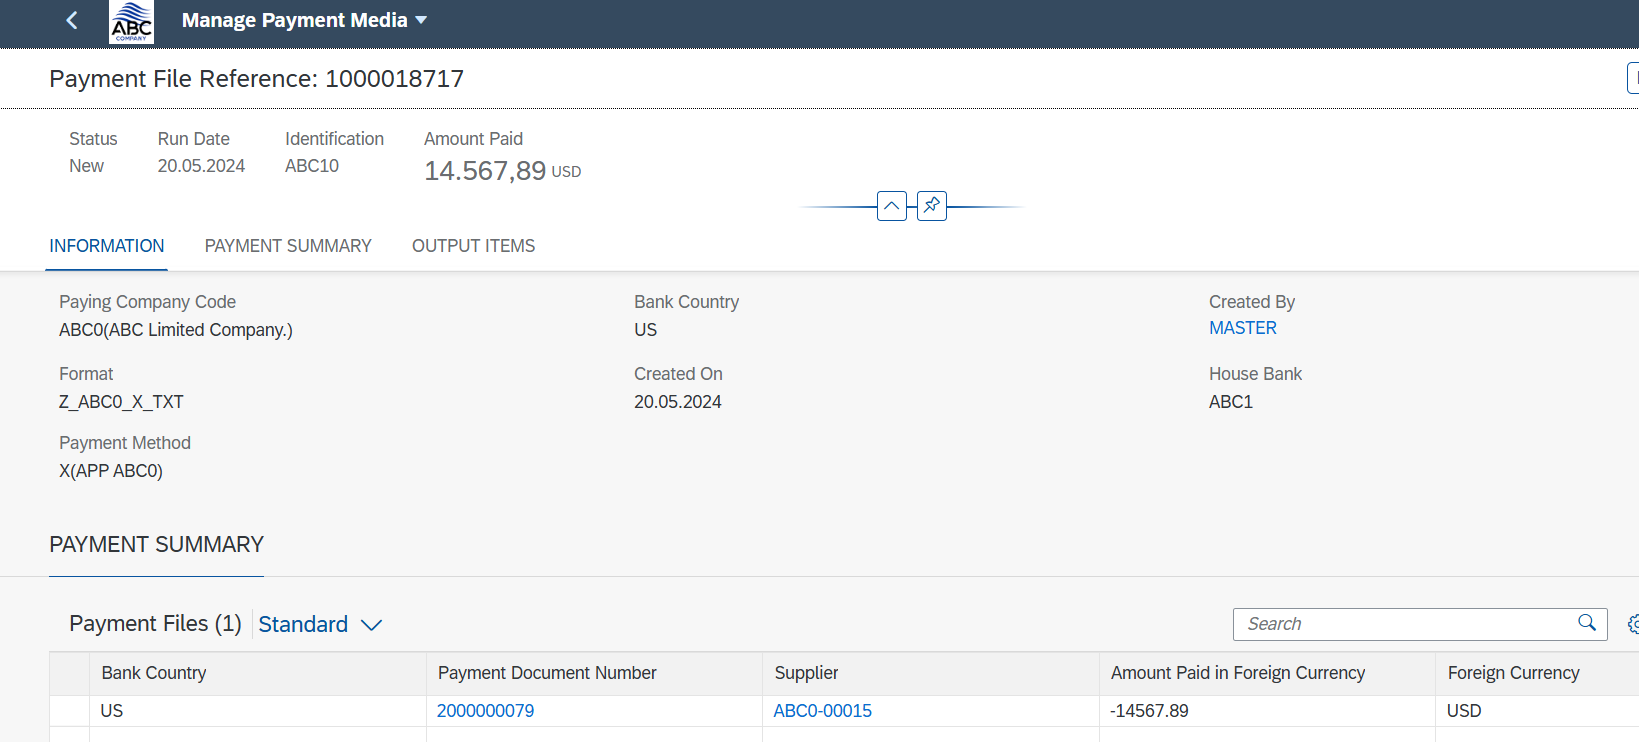 ABC
COMPANY
Manage Payment Media
Payment File Reference: 1000018717
Status Run Date Identification Amount Paid
New 20.05.2024 ABC10 14.567,89 USD
INFORMATION PAYMENT SUMMARY OUTPUT ITEMS
Paying Company Code Bank Country Created By
ABC0(ABC Limited Company.) US MASTER
Format Created On House Bank
Z_ABC0_X_TXT 20.05.2024 ABC1
Payment Method
X(APP ABC0)
PAYMENT SUMMARY
Payment Files (1) Standard Search
Bank Country Payment Document Number Supplier Amount Paid in Foreign Currency Foreign Currency
US 2000000079 ABC0-00015 -14567.89 USD